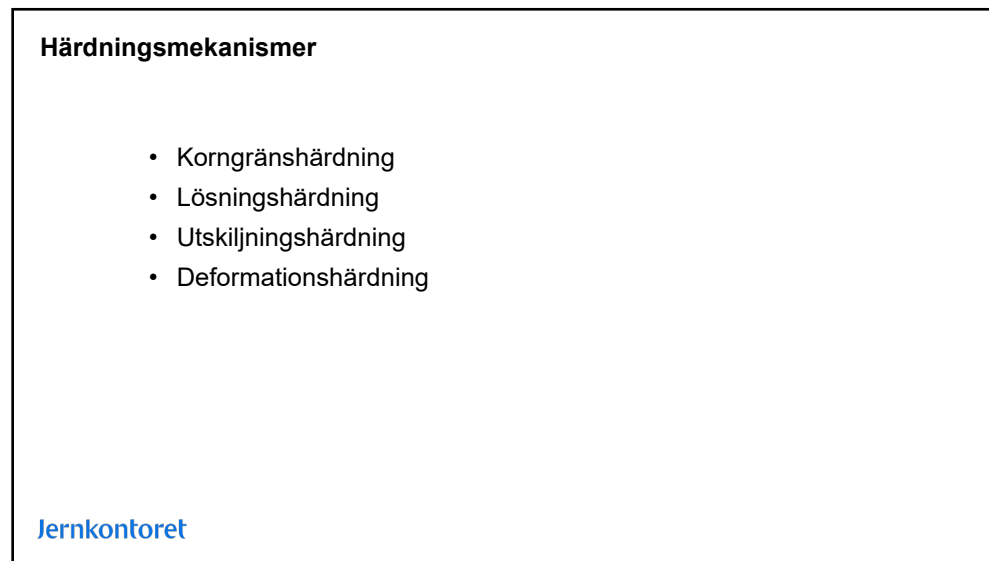 Härdningsmekanismer
• Korngränshärdning
• Lösningshärdning
• Utskiljningshärdning
• Deformationshärdning
Jernkontoret